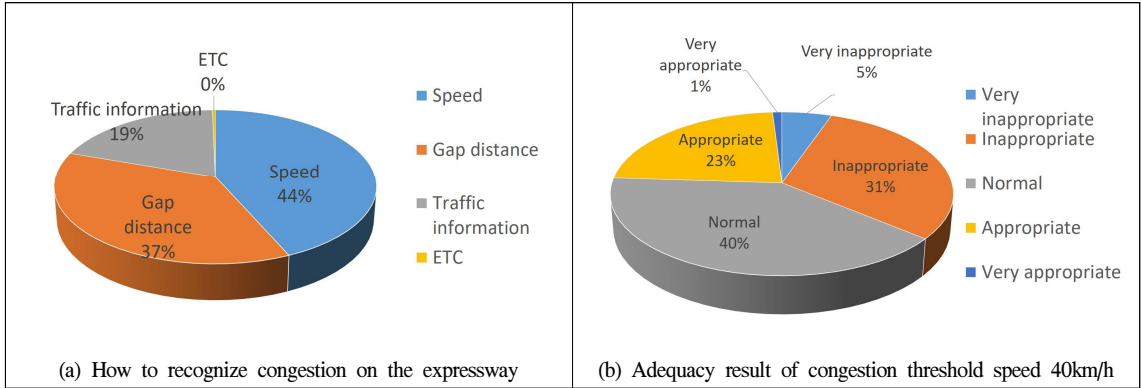 ETC
0%
Traffic information
19%
Speed
44%
Gap
distance
37%
Speed
Gap distance
Traffic
information
ETC
(a) How to recognize congestion on the expressway
Very
appropriate
1%
Very inappropriate
5%
Appropriate
23%
Inappropriate
31%
Normal
40%
Very
inappropriate
Inappropriate
Normal
Appropriate
Very appropriate
(b) Adequacy result of congestion threshold speed 40km/h